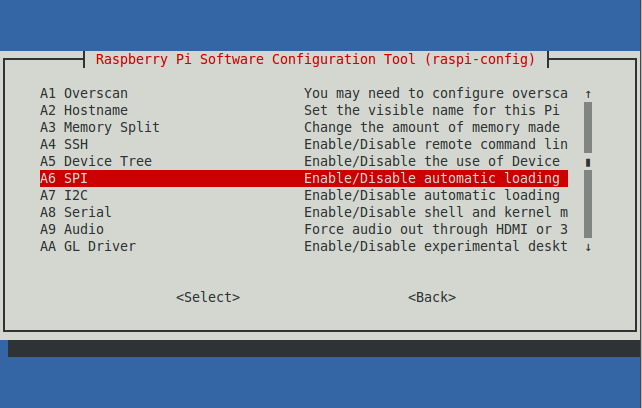 Raspberry Pi Software Configuration Tool (raspi-config)
A1 Overscan You may need to configure oversca ↑
A2 Hostname Set the visible name for this Pi
A3 Memory Split Change the amount of memory made
A4 SSH Enable/Disable remote command lin
A5 Device Tree Enable/Disable the use of Device
A6 SPI Enable/Disable automatic loading
A7 I2C Enable/Disable automatic loading
A8 Serial Enable/Disable shell and kernel m
A9 Audio Force audio out through HDMI or 3
AA GL Driver Enable/Disable experimental deskt ↓
<Select> <Back>